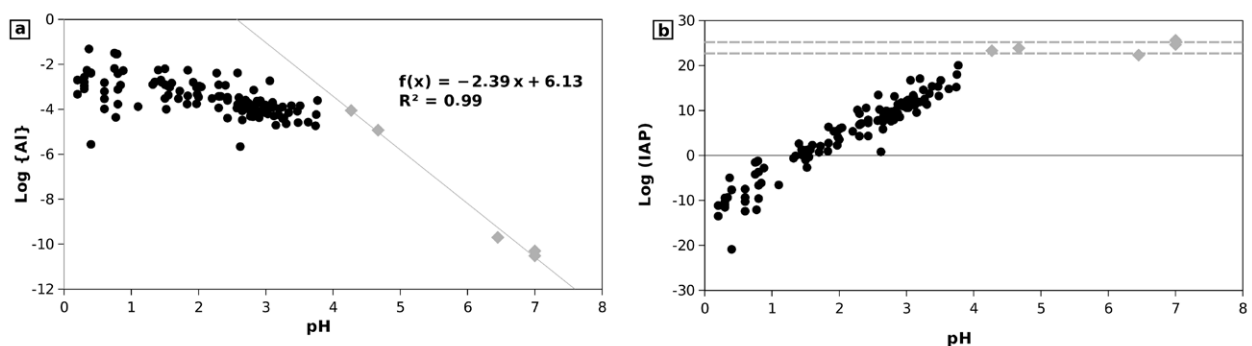 a
0
-2
-4
-6
-8
-10
-12
Log {Al}
f(x) = −2.39 x + 6.13
R² = 0.99
0 1 2 3 4 5 6 7 8
pH
b
30
20
10
0
-10
-20
-30
Log (IAP)
0 1 2 3 4 5 6 7 8
pH